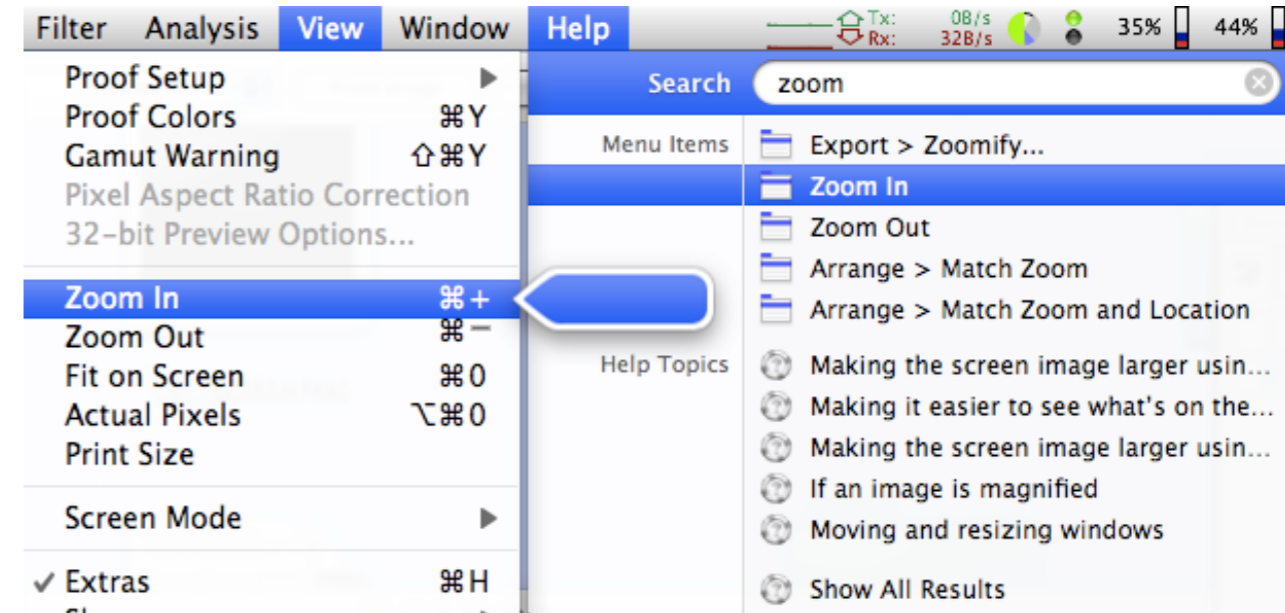 Filter Analysis View Window Help Tx: 0B/s 35% 44%
Rx: 32B/s
Proof Setup ▶
Proof Colors ⌘Y
Gamut Warning ⇧⌘Y
Pixel Aspect Ratio Correction
32-bit Preview Options...
Zoom In ⌘+
Zoom Out ⌘−
Fit on Screen ⌘0
Actual Pixels ⌥⌘0
Print Size
Screen Mode ▶
✓ Extras ⌘H
Search zoom
Menu Items Export > Zoomify...
Zoom In
Zoom Out
Arrange > Match Zoom
Arrange > Match Zoom and Location
Help Topics Making the screen image larger usin...
Making it easier to see what's on the...
Making the screen image larger usin...
If an image is magnified
Moving and resizing windows
Show All Results